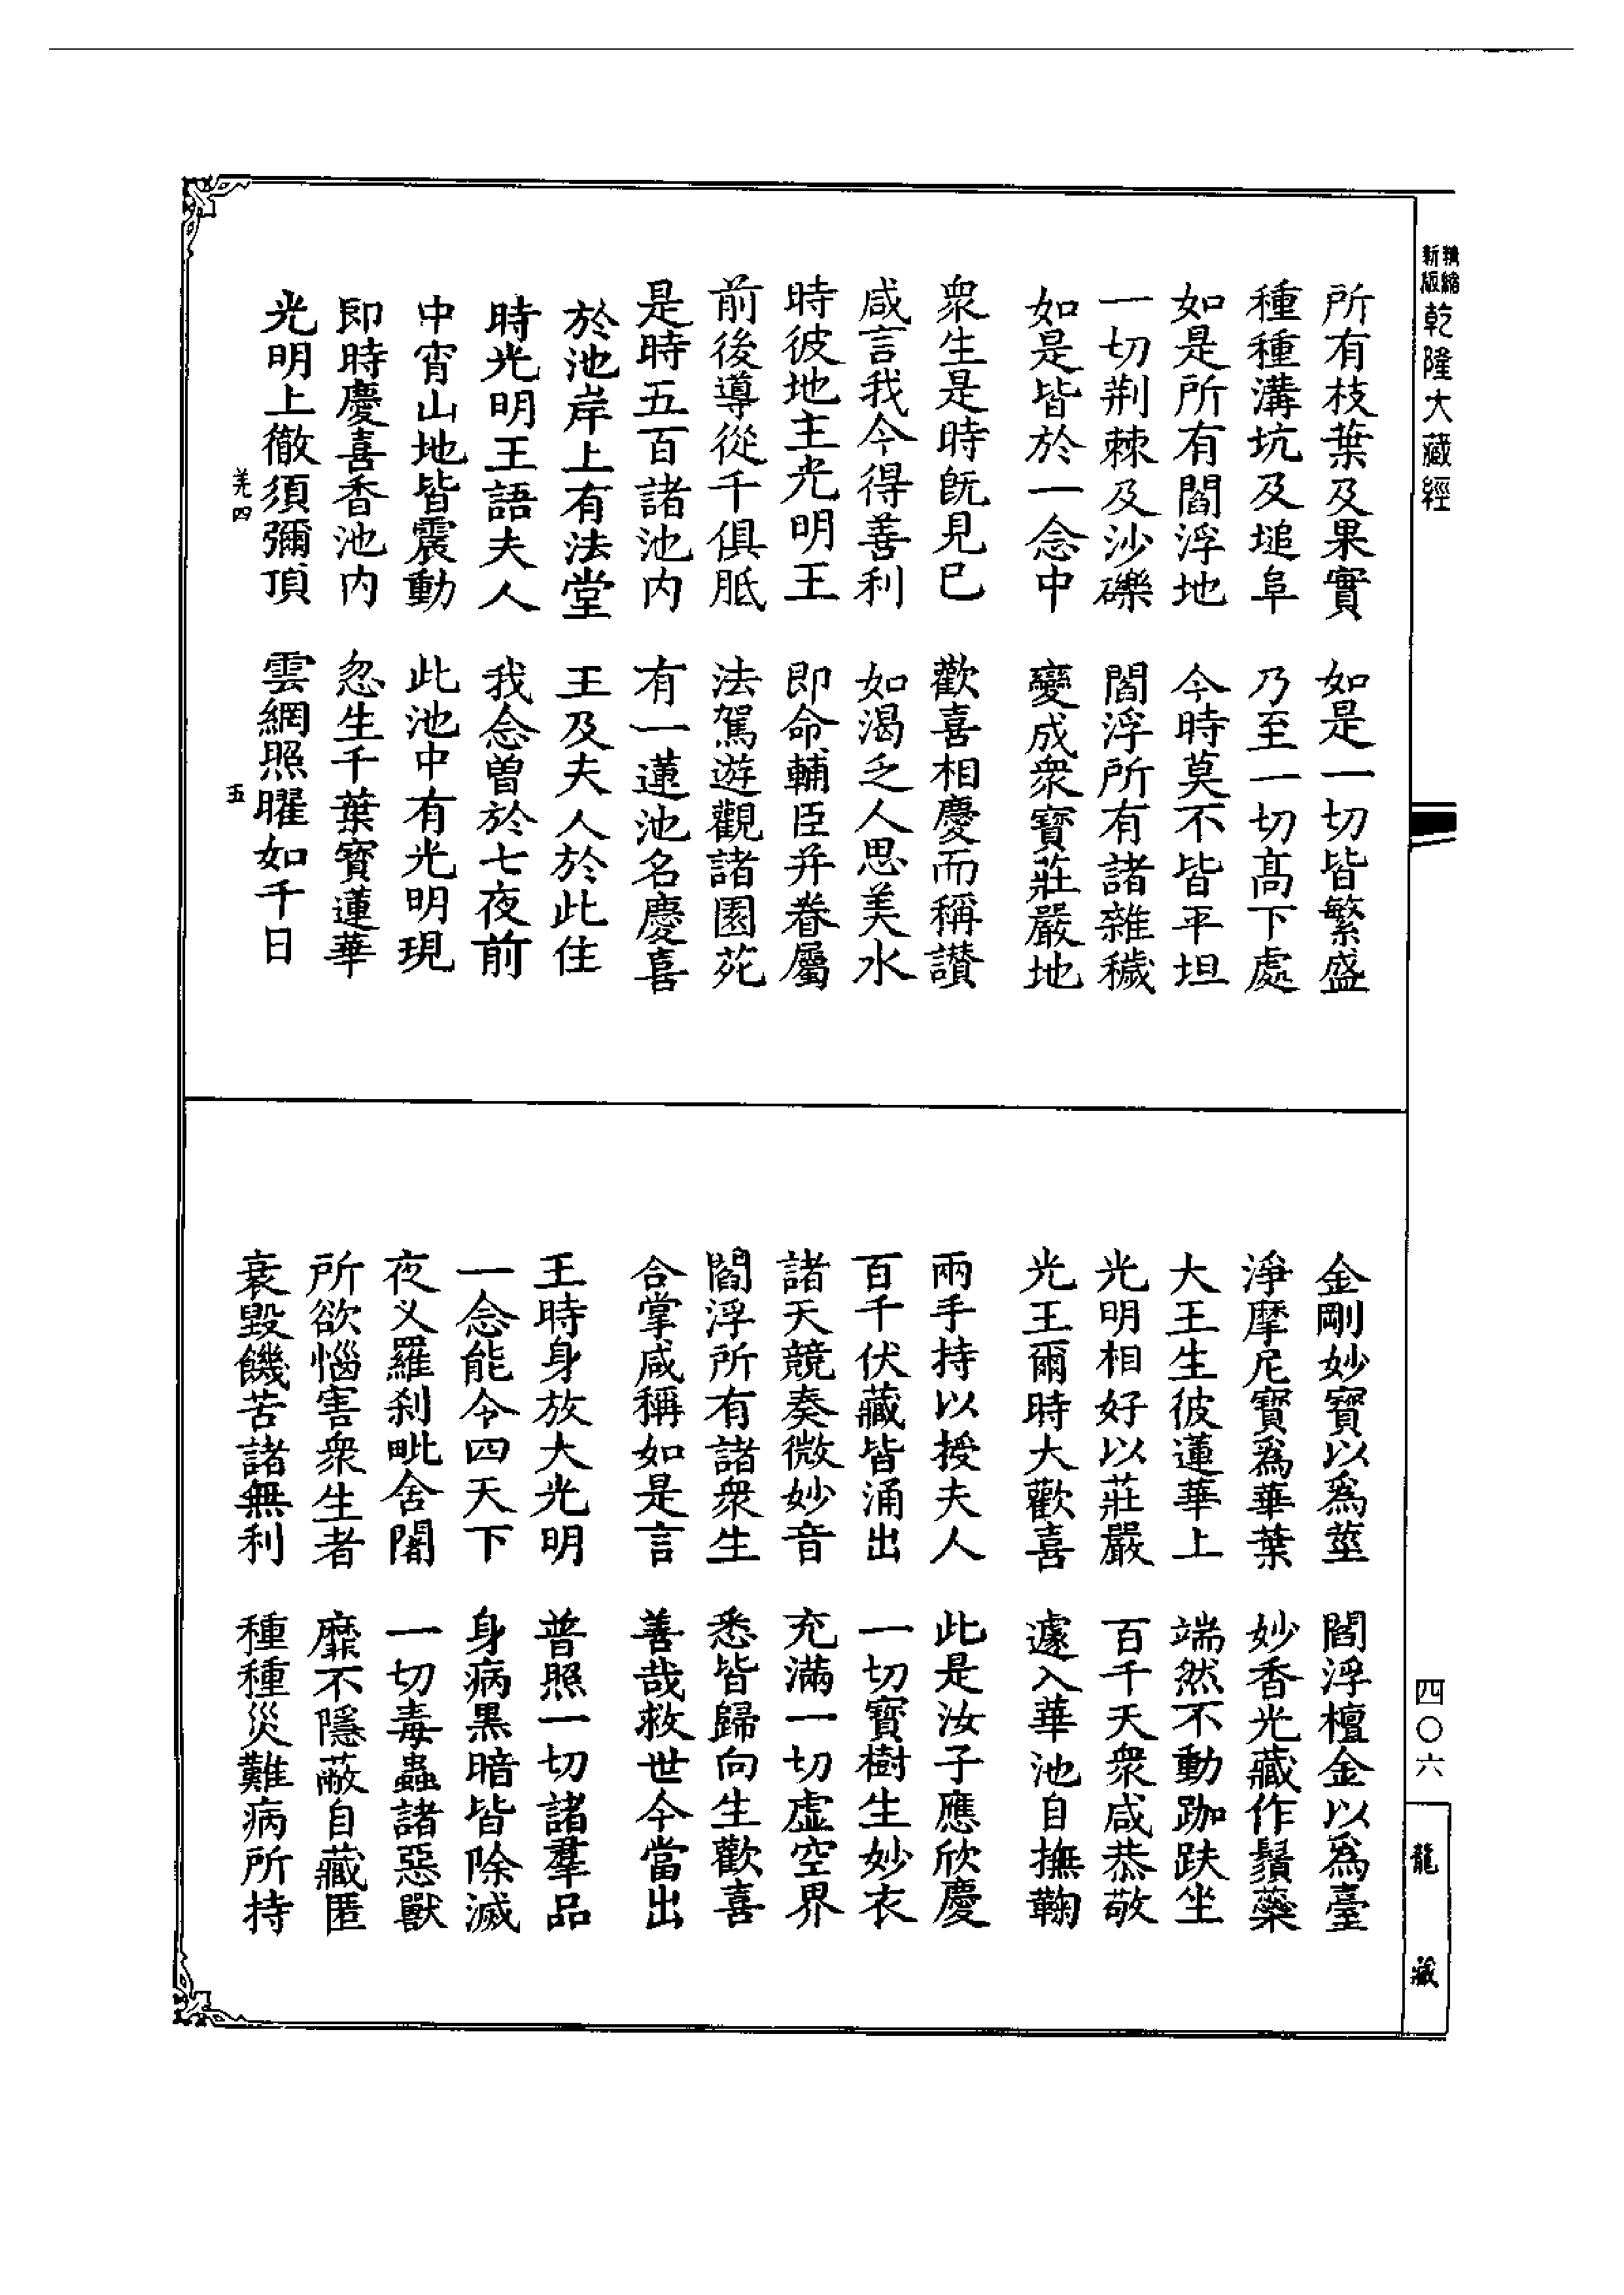 新版
精縮
乾隆大藏經
所有枝葉及果實　如是一切皆繁盛
種種溝坑及塠阜　乃至一切髙下處
如是所有閻浮地　今時莫不皆平坦
一切荆棘及沙礫　閻浮所有諸雜穢
如是皆於一念中　變成衆寶莊嚴地
衆生是時旣見已　歡喜相慶而稱讃
咸言我今得善利　如渴乏人思美水
時彼地主光明王　即命輔臣并眷屬
前後導從千俱胝　法駕遊觀諸園苑
是時五百諸池内　有一蓮池名慶喜
於池岸上有法堂　王及夫人於此住
時光明王語夫人　我念曽於七夜前
中宵山地皆震動　此池中有光明現
即時慶喜香池内　忽生千葉寶蓮華
光明上徹須彌頂　雲網照曜如千日
羌四　五
金剛妙寶以爲莖　閻浮檀金以爲臺
淨摩尼寶爲華葉　妙香光藏作鬚蘂
大王生彼蓮華上　端然不動跏趺坐
光明相好以莊嚴　百千天衆咸恭敬
光王爾時大歡喜　遽入華池自撫鞠
兩手持以授夫人　此是汝子應欣慶
百千伏藏皆涌出　一切寶樹生妙衣
諸天競奏微妙音　充滿一切虚空界
閻浮所有諸衆生　悉皆歸向生歡喜
合掌咸稱如是言　善哉救世今當出
王時身放大光明　普照一切諸羣品
一念能令四天下　身病黒暗皆除滅
夜乂羅刹毗舍闍　一切毒蟲諸惡獸
所欲惱害衆生者　靡不隱蔽自藏匿
衰毀饑苦諸無利　種種災難病所持
四〇六
龍藏